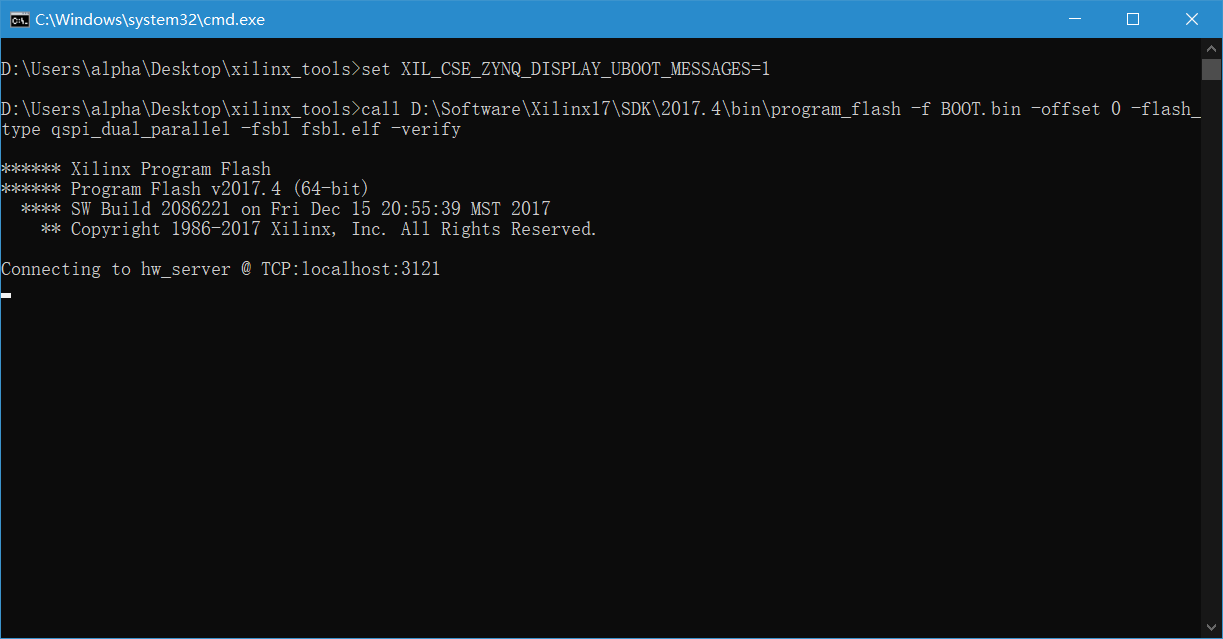 C:\Windows\system32\cmd.exe
D:\Users\alpha\Desktop\xilinx_tools>set XIL_CSE_ZYNQ_DISPLAY_UBOOT_MESSAGES=1
D:\Users\alpha\Desktop\xilinx_tools>call D:\Software\Xilinx17\SDK\2017.4\bin\program_flash -f BOOT.bin -offset 0 -flash_
type qspi_dual_parallel -fsbl fsbl.elf -verify
****** Xilinx Program Flash
****** Program Flash v2017.4 (64-bit)
**** SW Build 2086221 on Fri Dec 15 20:55:39 MST 2017
** Copyright 1986-2017 Xilinx, Inc. All Rights Reserved.
Connecting to hw_server @ TCP:localhost:3121